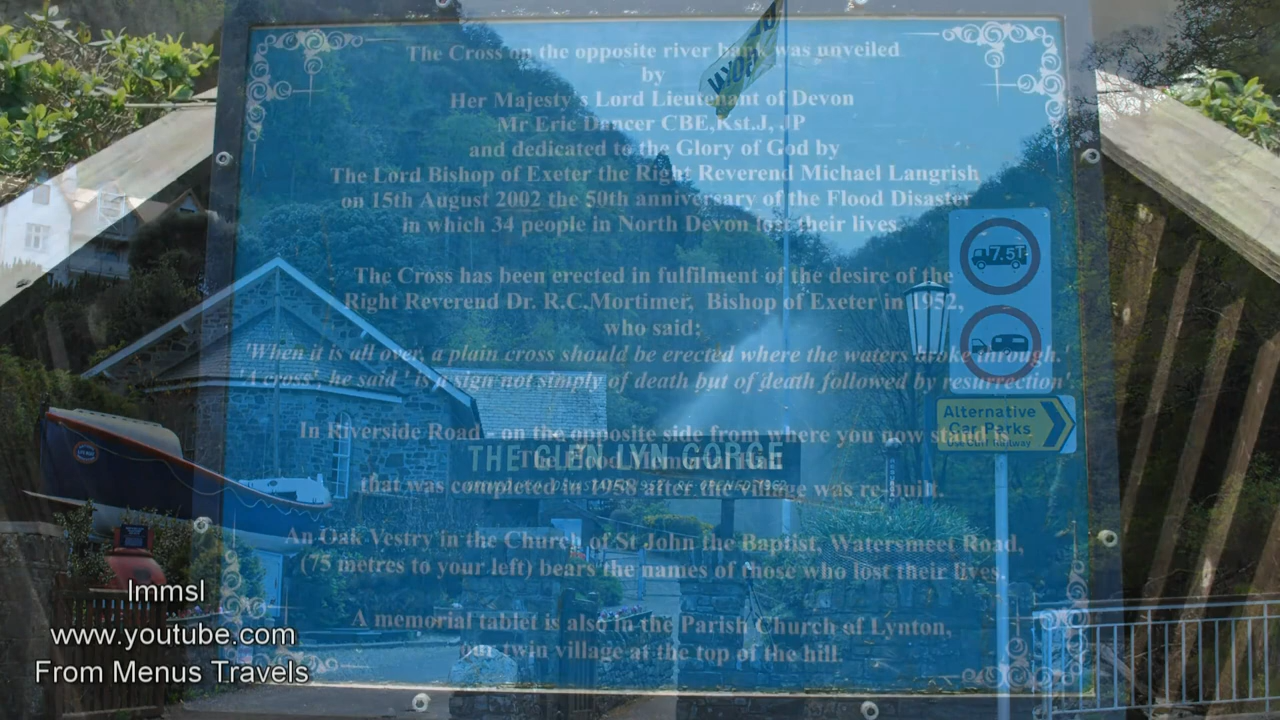 The Cross on the opposite river bank was unveiled
by
Her Majesty's Lord Lieutenant of Devon
Mr Eric Dancer CBE,Kst.J, JP
and dedicated to the Glory of God by
The Lord Bishop of Exeter the Right Reverend Michael Langrish
on 15th August 2002 the 50th anniversary of the Flood Disaster
in which 34 people in North Devon lost their lives.
The Cross has been erected in fulfilment of the desire of the
Right Reverend Dr. R.C.Mortimer, Bishop of Exeter in 1952,
who said:
'When it is all over, a plain cross should be erected where the waters broke through.
'A cross', he said ' is a sign not simply of death but of death followed by resurrection'
In Riverside Road, on the opposite side from where you now stand is
The Flood Memorial Hall
that was completed in 1958 after the village was re-built.
An Oak Vestry in the Church of St John the Baptist, Watersmeet Road,
(75 metres to your left) bears the names of those who lost their lives.
A memorial tablet is also in the Parish Church of Lynton,
our twin village at the top of the hill.
7.5T
Alternative
Car Parks
Use Cliff Railway
THE GLEN LYN GORGE
1952 RE OPENED 1962
Immsl
www.youtube.com
From Menus Travels